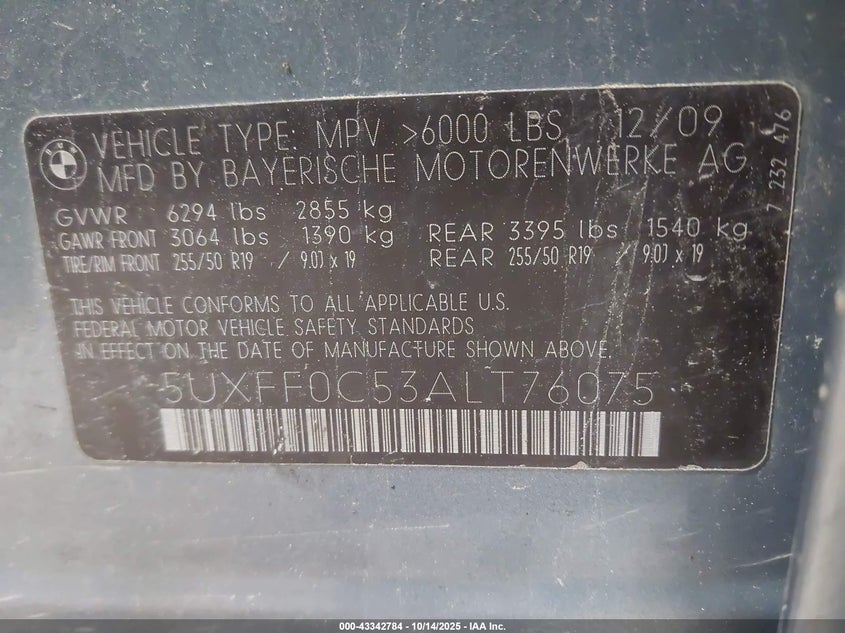 BMW
VEHICLE TYPE: MPV >6000 LBS 12/09
MFD BY BAYERISCHE MOTORENWERKE AG
GVWR 6294 lbs 2855 kg
GAWR FRONT 3064 lbs 1390 kg REAR 3395 lbs 1540 kg
TIRE/RIM FRONT 255/50 R19 / 9.0J x 19 REAR 255/50 R19 / 9.0J x 19
THIS VEHICLE CONFORMS TO ALL APPLICABLE U.S.
FEDERAL MOTOR VEHICLE SAFETY STANDARDS
IN EFFECT ON THE DATE OF MANUFACTURE SHOWN ABOVE.
5UXFF0C53ALT76075
7 232 476
000-43342784 - 10/14/2025 - IAA Inc.